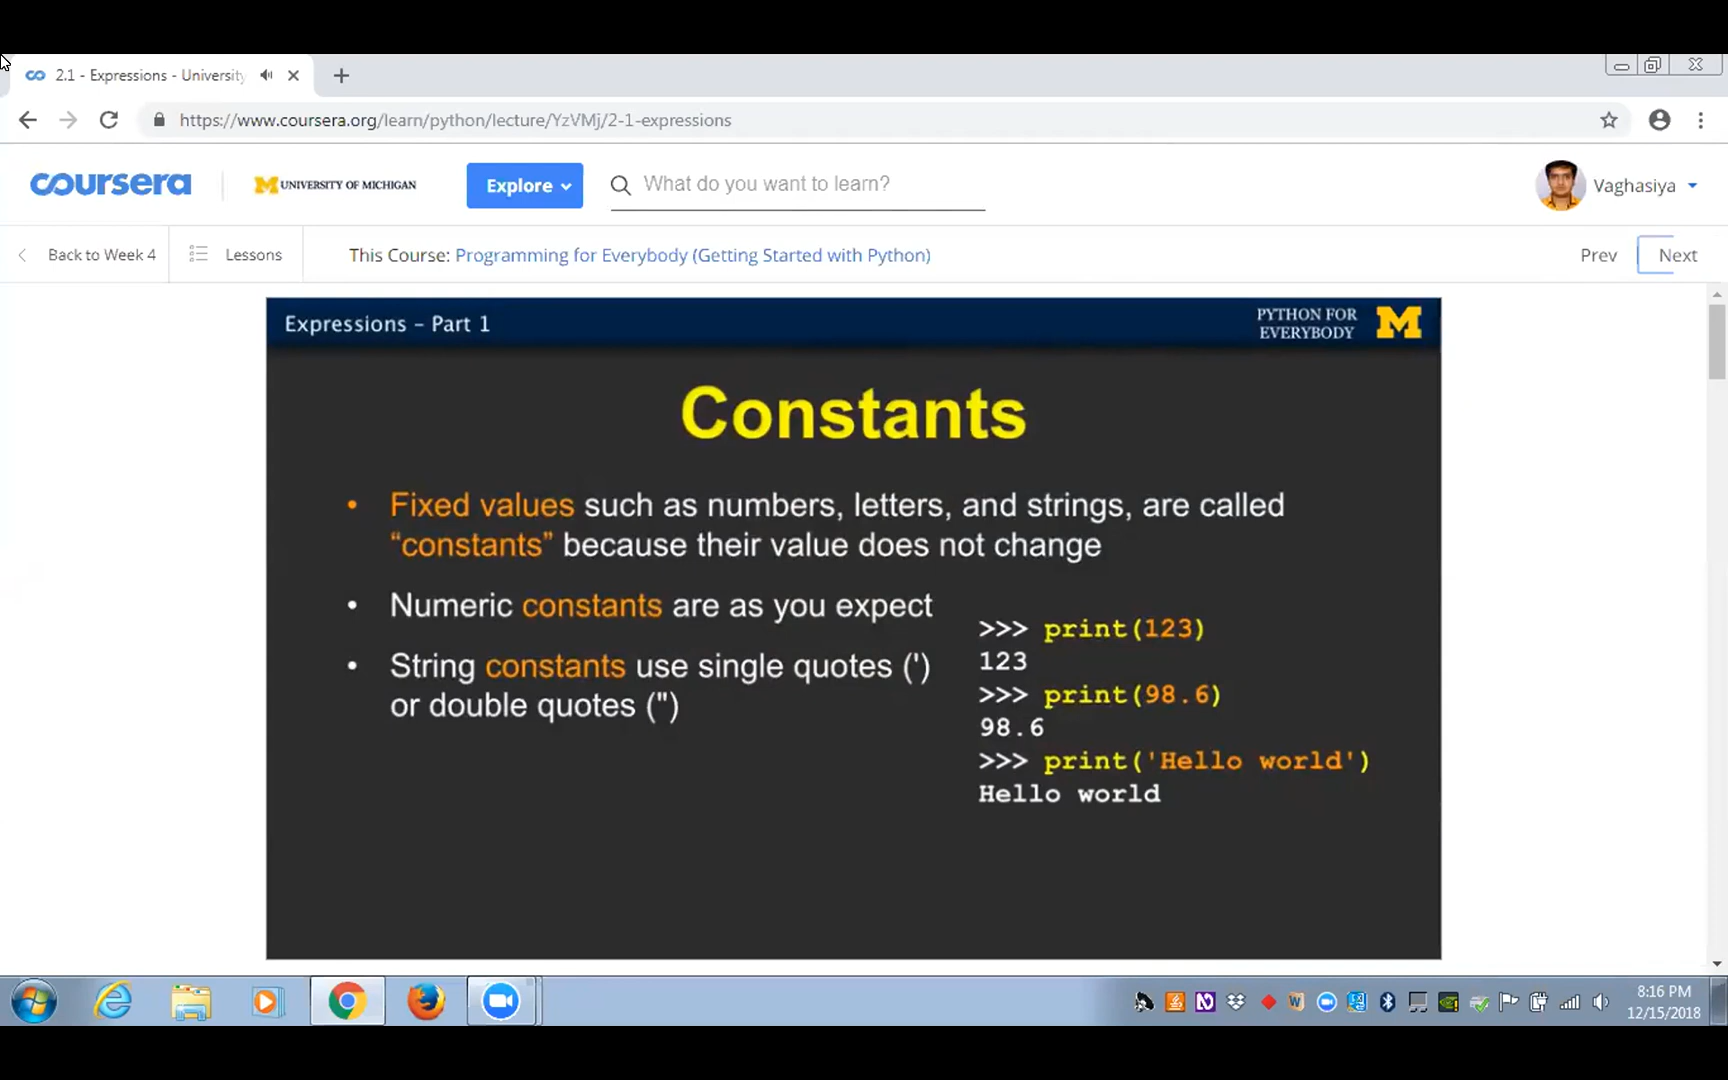 2.1 - Expressions - University
https://www.coursera.org/learn/python/lecture/YzVMj/2-1-expressions
coursera
M UNIVERSITY OF MICHIGAN
Explore
What do you want to learn?
Vaghasiya
Back to Week 4
Lessons
This Course: Programming for Everybody (Getting Started with Python)
Prev
Next
Expressions – Part 1
PYTHON FOR
EVERYBODY
M
Constants
• Fixed values such as numbers, letters, and strings, are called
“constants” because their value does not change
• Numeric constants are as you expect
• String constants use single quotes (')
or double quotes (")
>>> print(123)
123
>>> print(98.6)
98.6
>>> print('Hello world')
Hello world
8:16 PM
12/15/2018